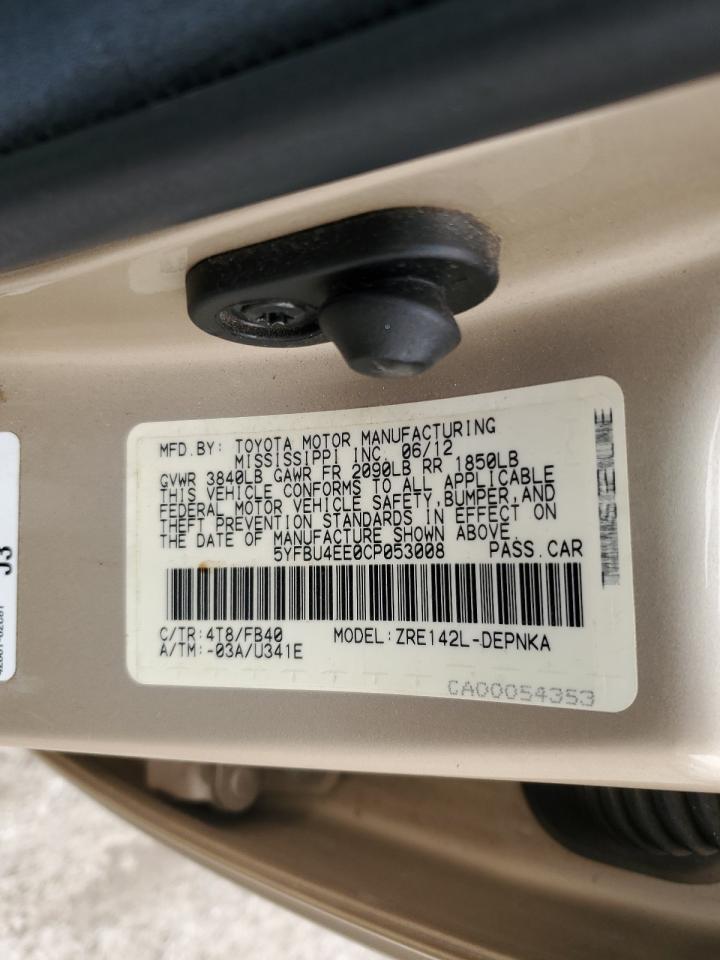 MFD.BY: TOYOTA MOTOR MANUFACTURING
MISSISSIPPI INC. 06/12
GVWR 3840LB GAWR FR 2090LB RR 1850LB
THIS VEHICLE CONFORMS TO ALL APPLICABLE
FEDERAL MOTOR VEHICLE SAFETY,BUMPER,AND
THEFT PREVENTION STANDARDS IN EFFECT ON
THE DATE OF MANUFACTURE SHOWN ABOVE.
5YFBU4EE0CP053008 PASS.CAR
C/TR:4T8/FB40 MODEL:ZRE142L-DEPNKA
A/TM:-03A/U341E
CA00054353
J3